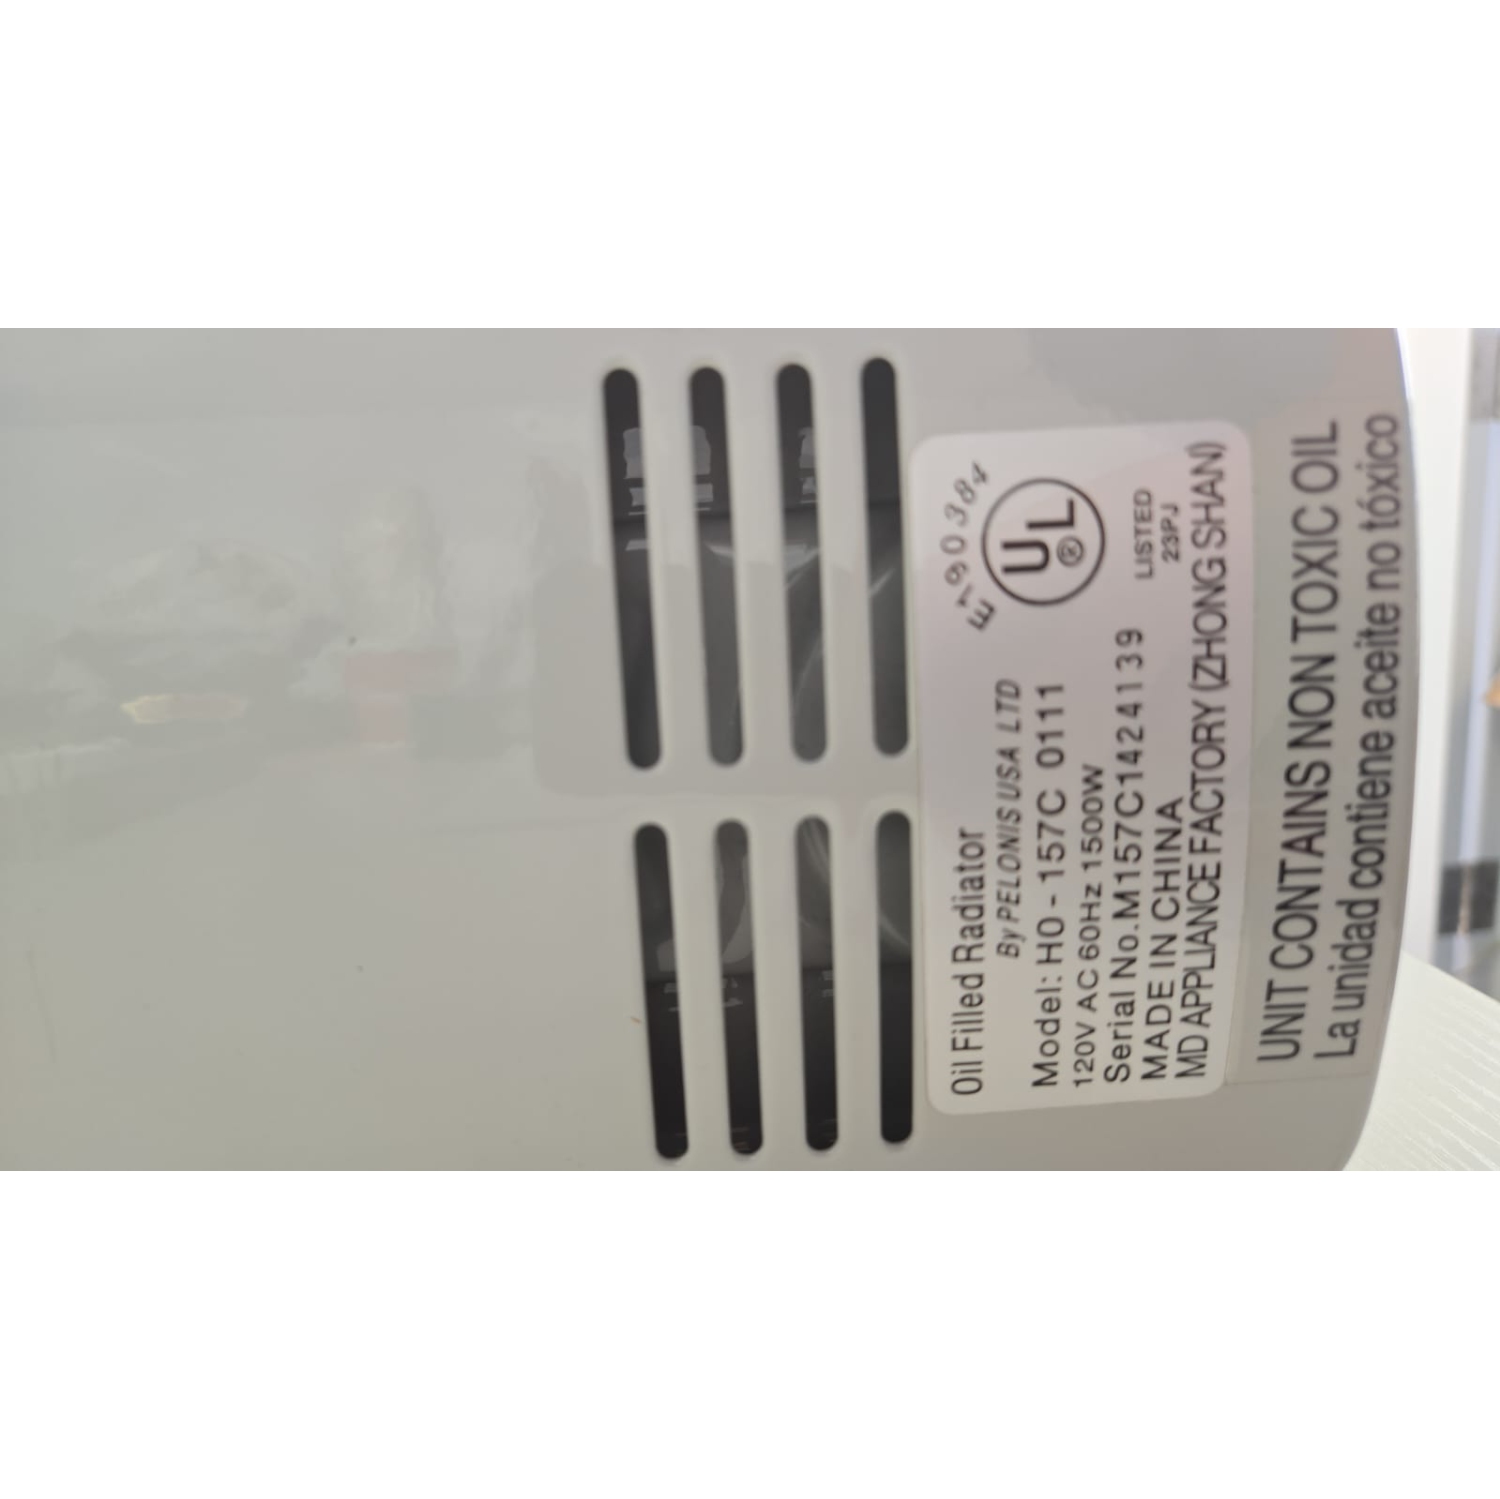 Oil Filled Radiator
By PELONIS USA LTD
Model: HO - 157C 0111
120V AC 60Hz 1500W
Serial No.M157C1424139
MADE IN CHINA
MD APPLIANCE FACTORY (ZHONG SHAN)
E190384
UL ®
LISTED
23PJ
UNIT CONTAINS NON TOXIC OIL
La unidad contiene aceite no tóxico